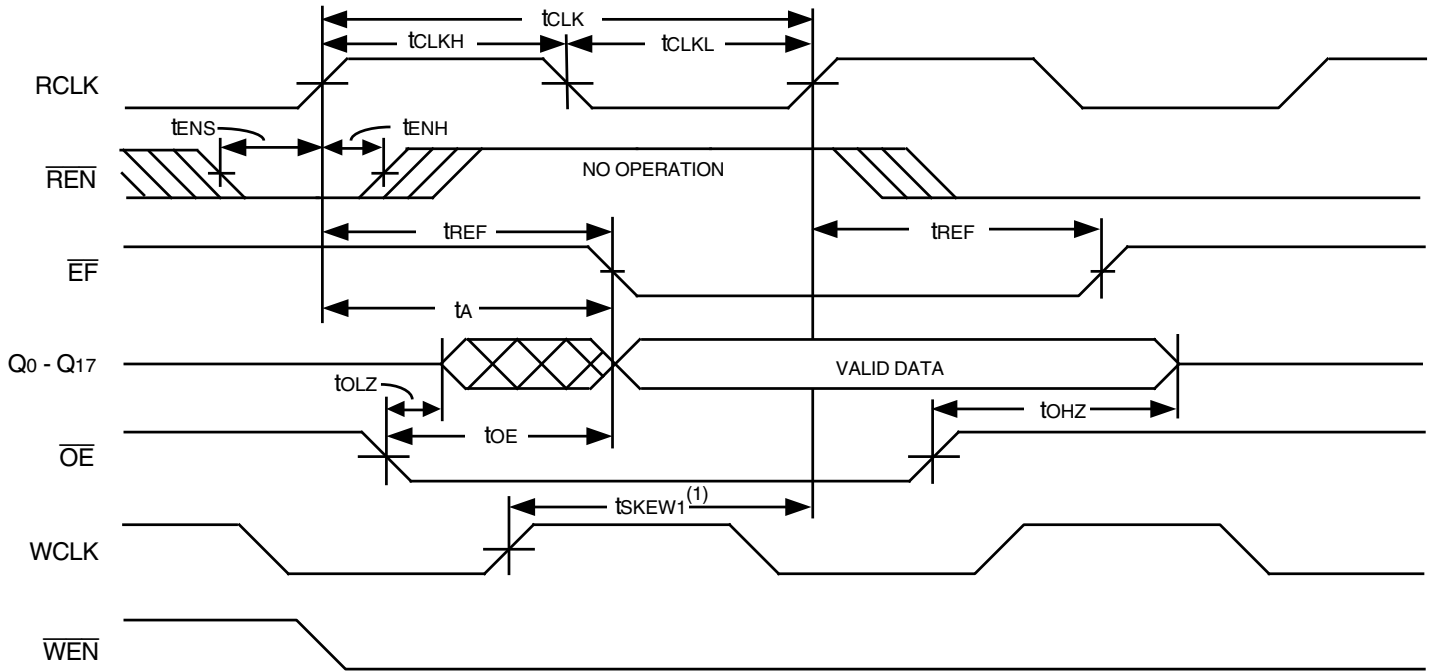 tCLK
tCLKH
tCLKL
RCLK
tENS
tENH
REN
NO OPERATION
tREF
tREF
EF
tA
Q0 - Q17
VALID DATA
tOLZ
tOHZ
tOE
OE
tSKEW1(1)
WCLK
WEN